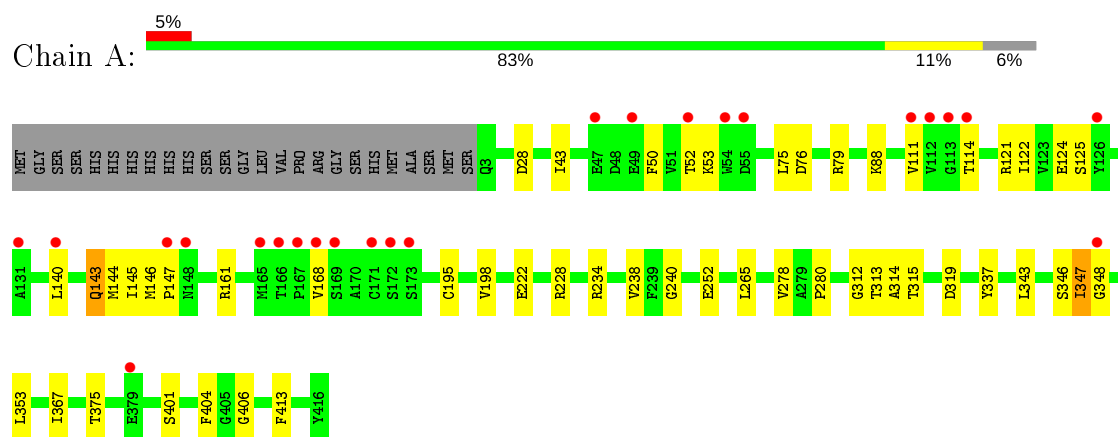 5%
Chain A:
83% 11% 6%
MET GLY SER SER HIS HIS HIS HIS HIS HIS SER SER GLY LEU VAL PRO ARG GLY SER HIS MET ALA SER MET SER Q3 D28 I43 E47 D48 E49 F50 V51 T52 K53 W54 D55 L75 D76 R79 K88 V111 V112 G113 T114 R121 I122 V123 E124 S125 Y126
A131 L140 Q143 M144 I145 M146 P147 N148 R161 M165 T166 P167 V168 S169 A170 C171 S172 S173 C195 V198 E222 R228 R234 V238 F239 G240 E252 L265 V278 A279 P280 G312 T313 A314 T315 D319 Y337 L343 S346 I347 G348
L353 I367 T375 E379 S401 F404 G405 G406 F413 Y416